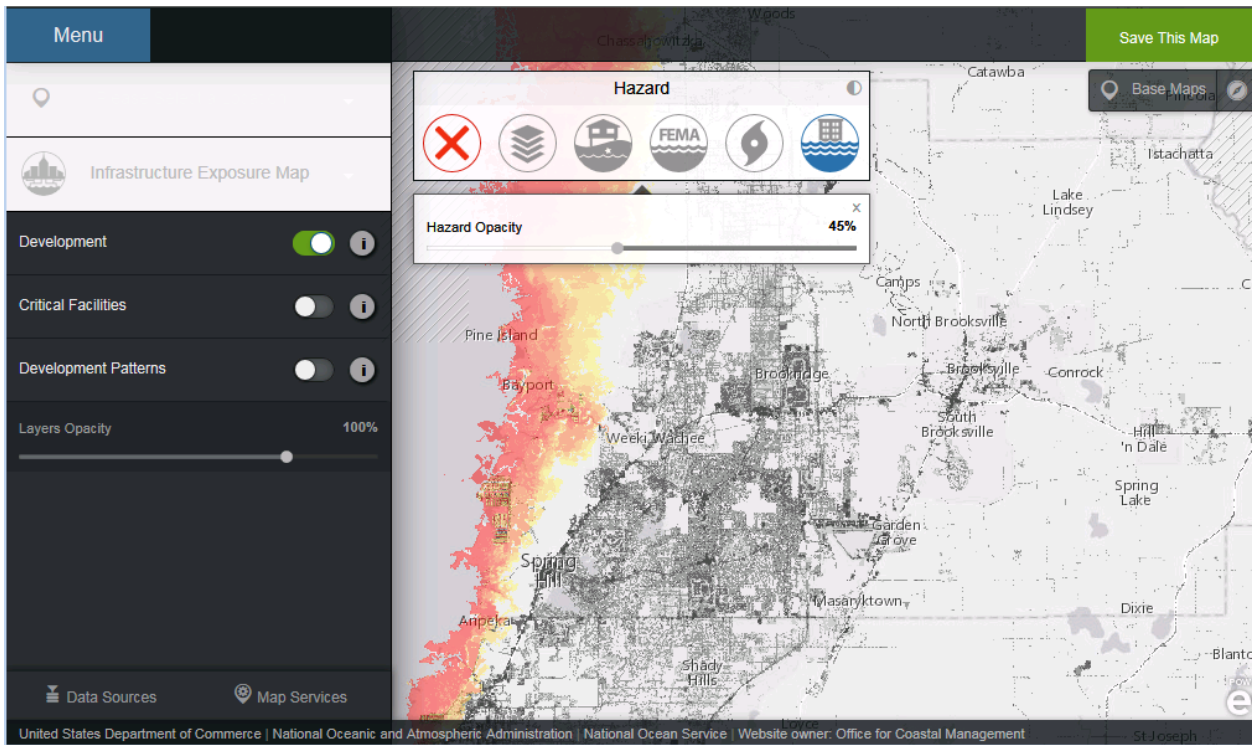 Menu
Save This Map
Infrastructure Exposure Map
Development
i
Critical Facilities
i
Development Patterns
i
Layers Opacity
100%
Data Sources
Map Services
Hazard
FEMA
x
Hazard Opacity
45%
Base Maps
Woods
Chassahowitzka
Catawba
Pineola
Istachatta
Lake
Lindsey
Camps
North Brooksville
Pine Island
Brookridge
Brooksville
Conrock
Bayport
South
Brooksville
Weeki Wachee
Hill
'n Dale
Spring
Lake
Garden
Grove
Spring
Hill
Masaryktown
Dixie
Aripeka
Shady
Hills
Blanto
Loyce
St Joseph
United States Department of Commerce | National Oceanic and Atmospheric Administration | National Ocean Service | Website owner: Office for Coastal Management